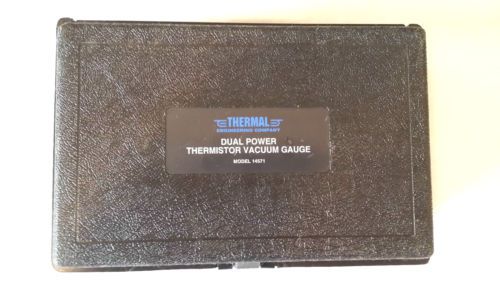 THERMAL
ENGINEERING COMPANY
DUAL POWER
THERMISTOR VACUUM GAUGE
MODEL 14571